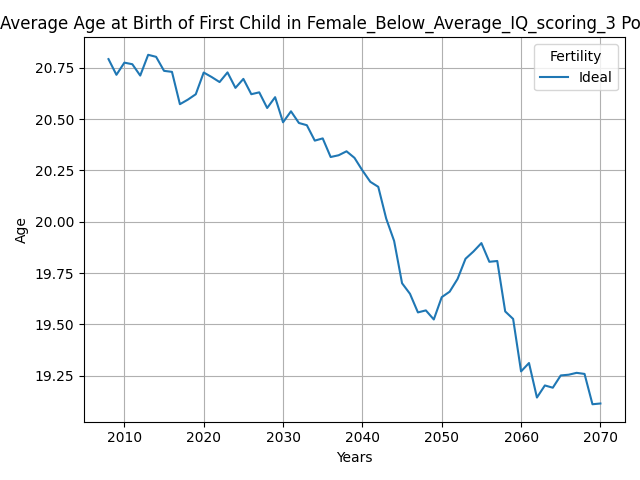 Average Age at Birth of First Child in Female_Below_Average_IQ_scoring_3 Po
Fertility
Ideal
20.75
20.50
20.25
20.00
19.75
19.50
19.25
Age
2010 2020 2030 2040 2050 2060 2070
Years